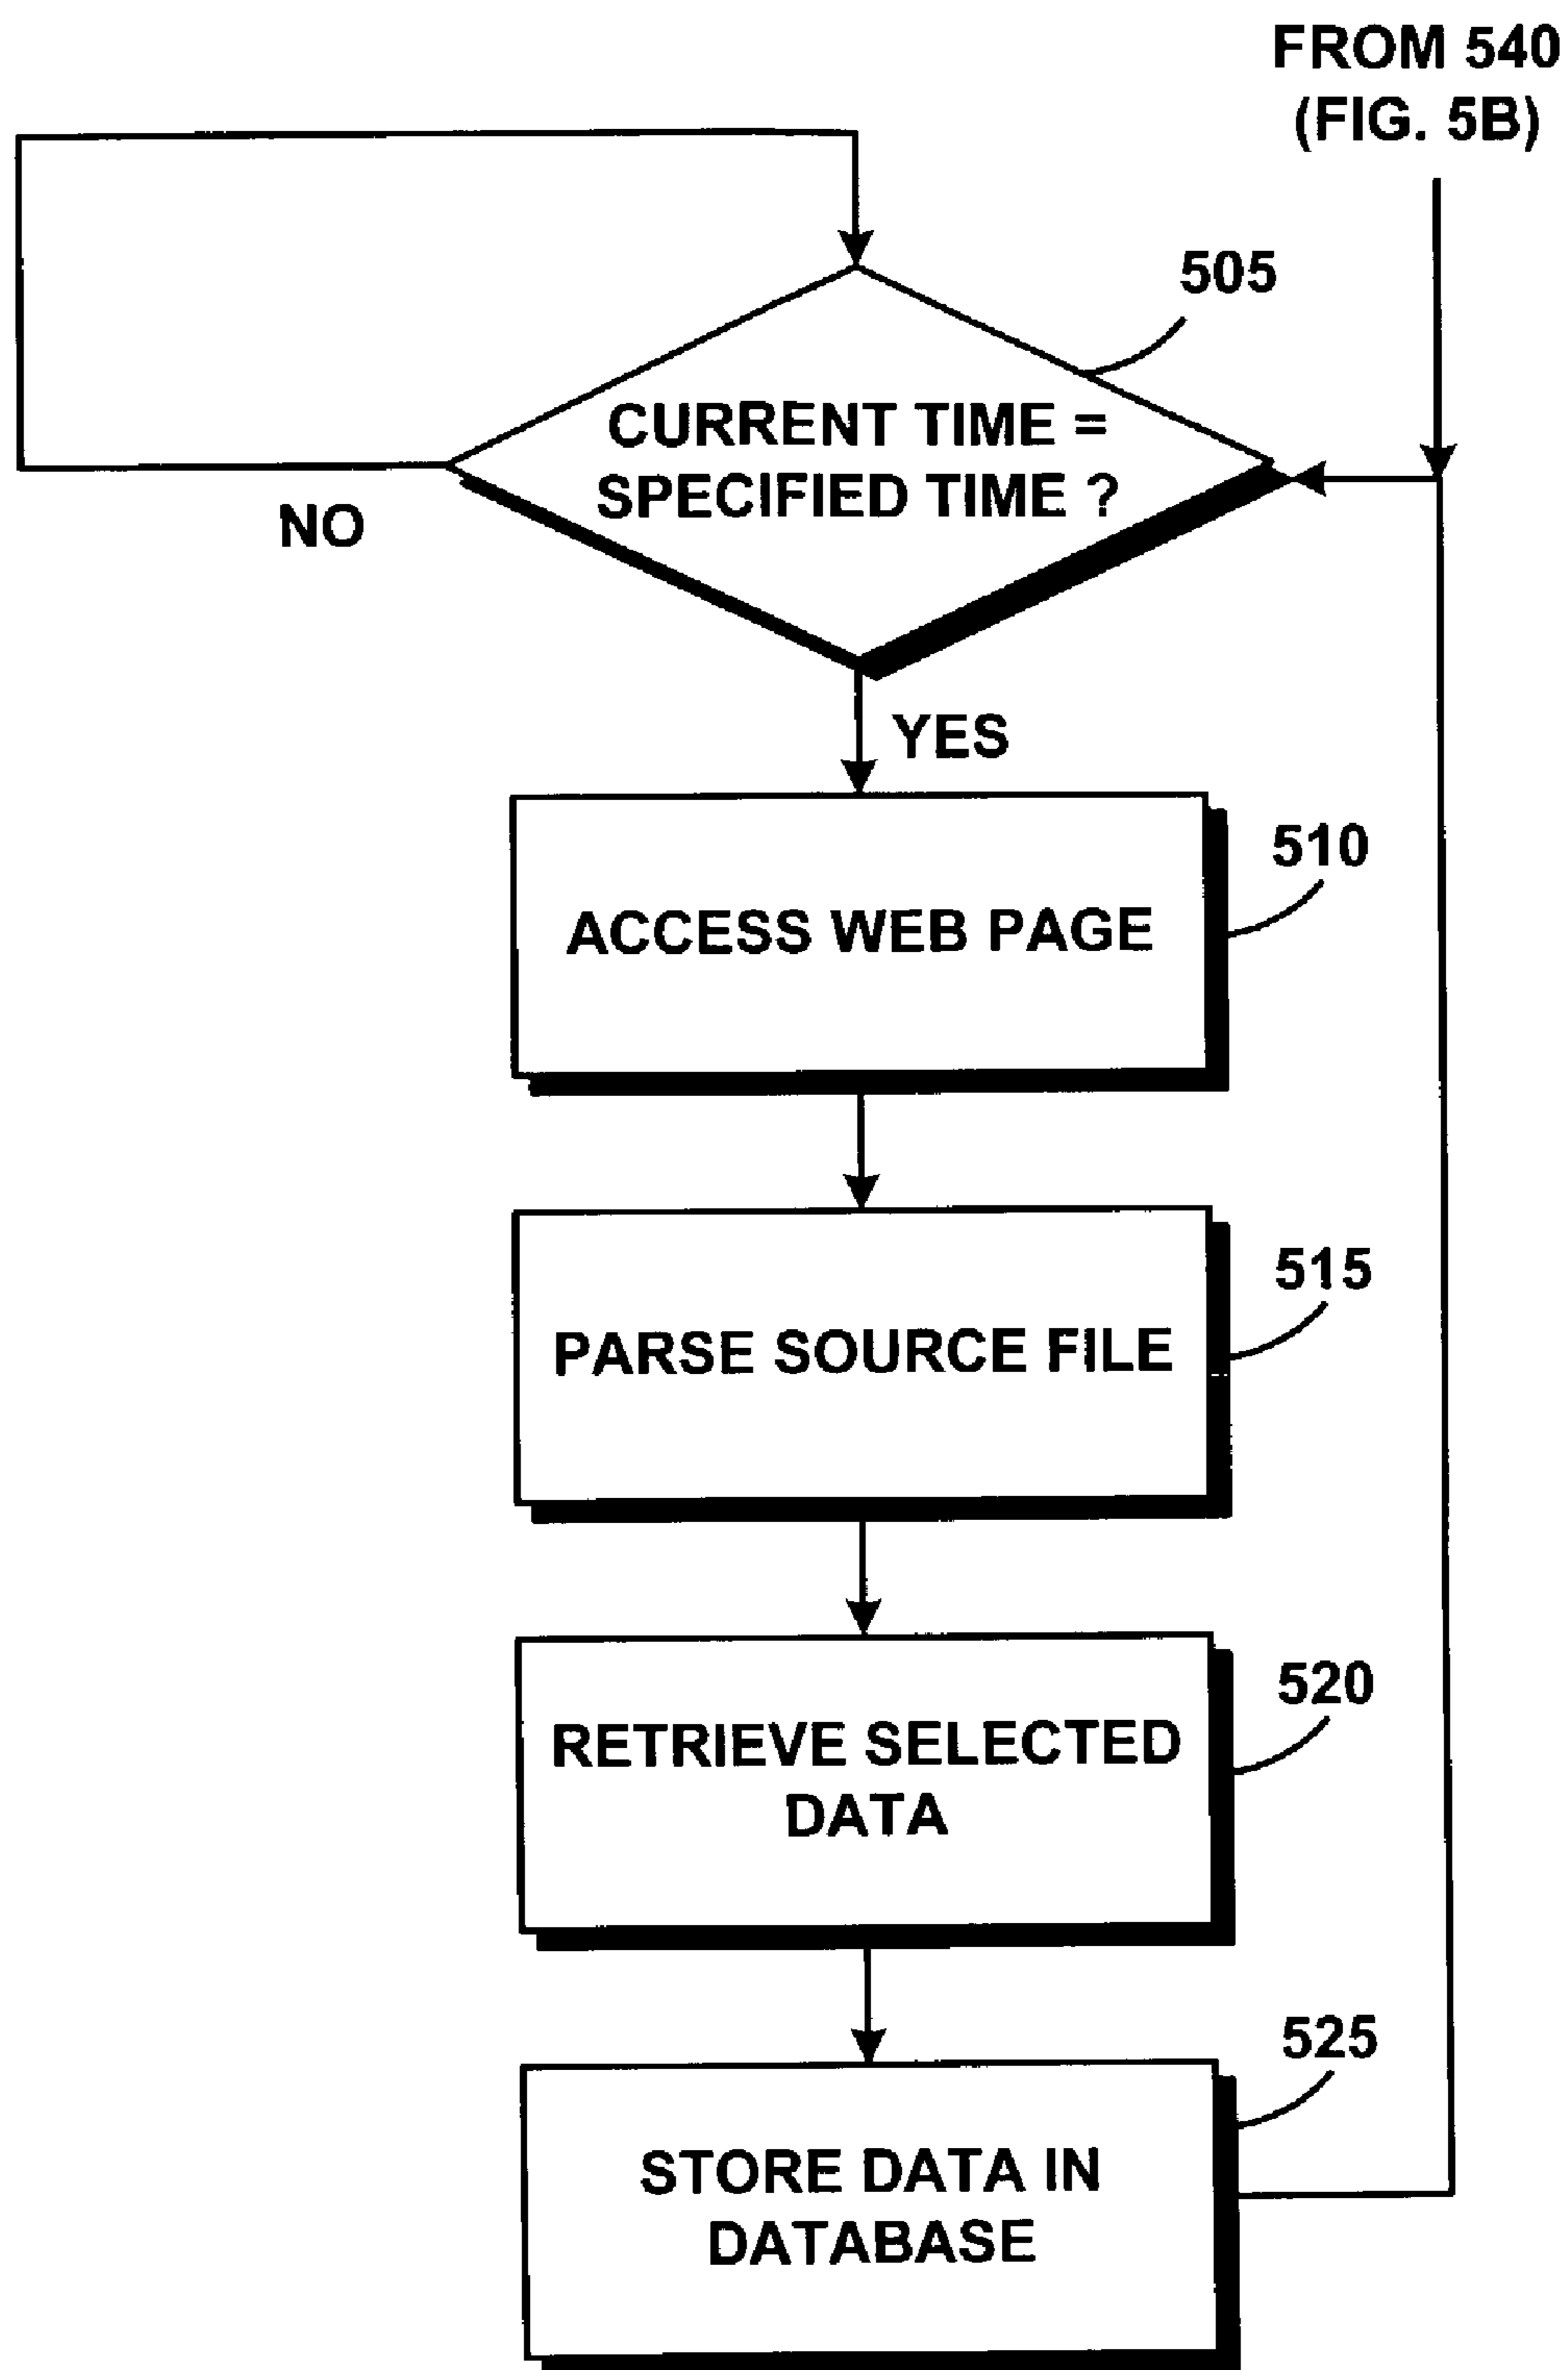 FROM 540
(FIG. 5B)
505
CURRENT TIME =
SPECIFIED TIME ?
NO
YES
510
ACCESS WEB PAGE
515
PARSE SOURCE FILE
520
RETRIEVE SELECTED
DATA
525
STORE DATA IN
DATABASE